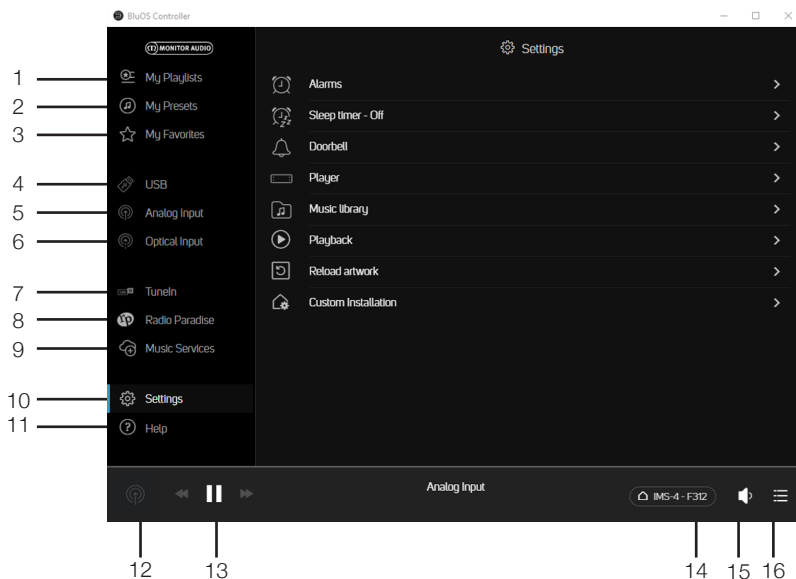 BluOS Controller
MONITOR AUDIO
Settings
1 My Playlists
2 My Presets
3 My Favorites
4 USB
5 Analog Input
6 Optical Input
7 TuneIn
8 Radio Paradise
9 Music Services
10 Settings
11 Help
Alarms
Sleep timer - Off
Doorbell
Player
Music library
Playback
Reload artwork
Custom Installation
Analog Input
IMS-4 - F312
12 13 14 15 16